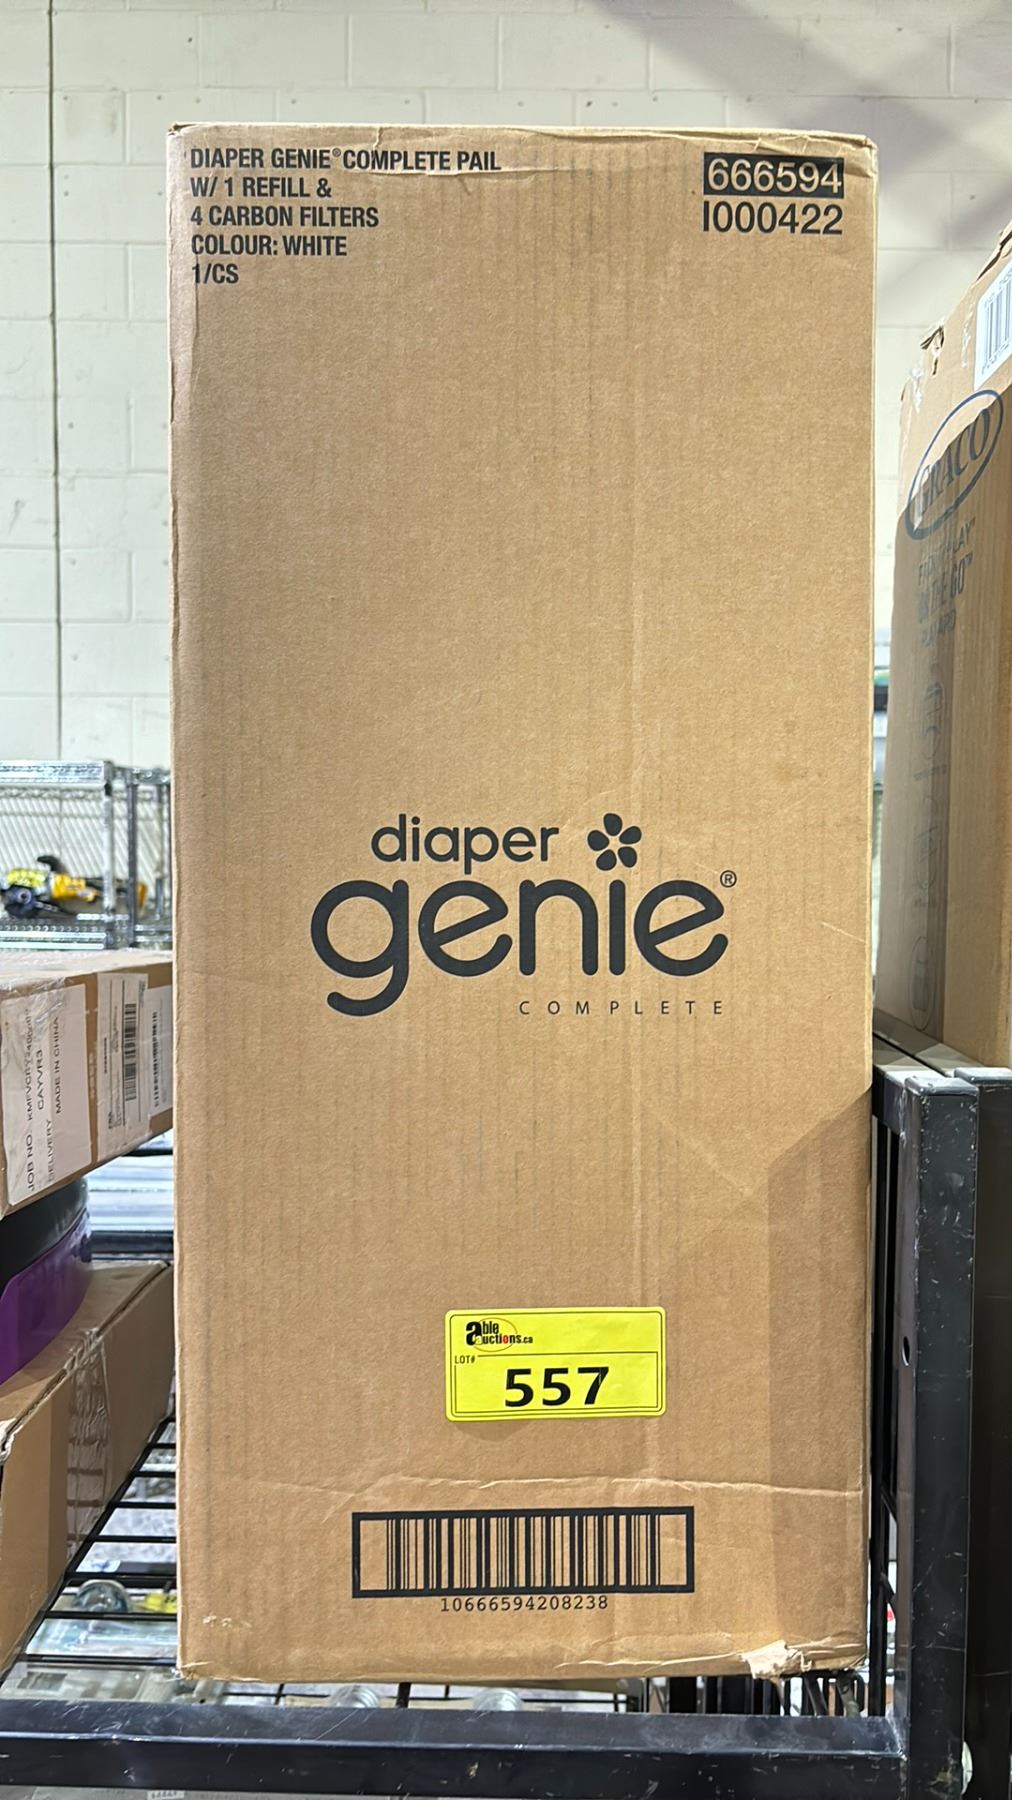 DIAPER GENIE® COMPLETE PAIL
W/ 1 REFILL &
4 CARBON FILTERS
COLOUR: WHITE
1/CS
666594
I000422
diaper
genie®
COMPLETE
able
auctions.ca
LOT#
557
10666594208238
GRACO
MADE IN CHINA
CAYVR3
DELIVERY
JOB NO